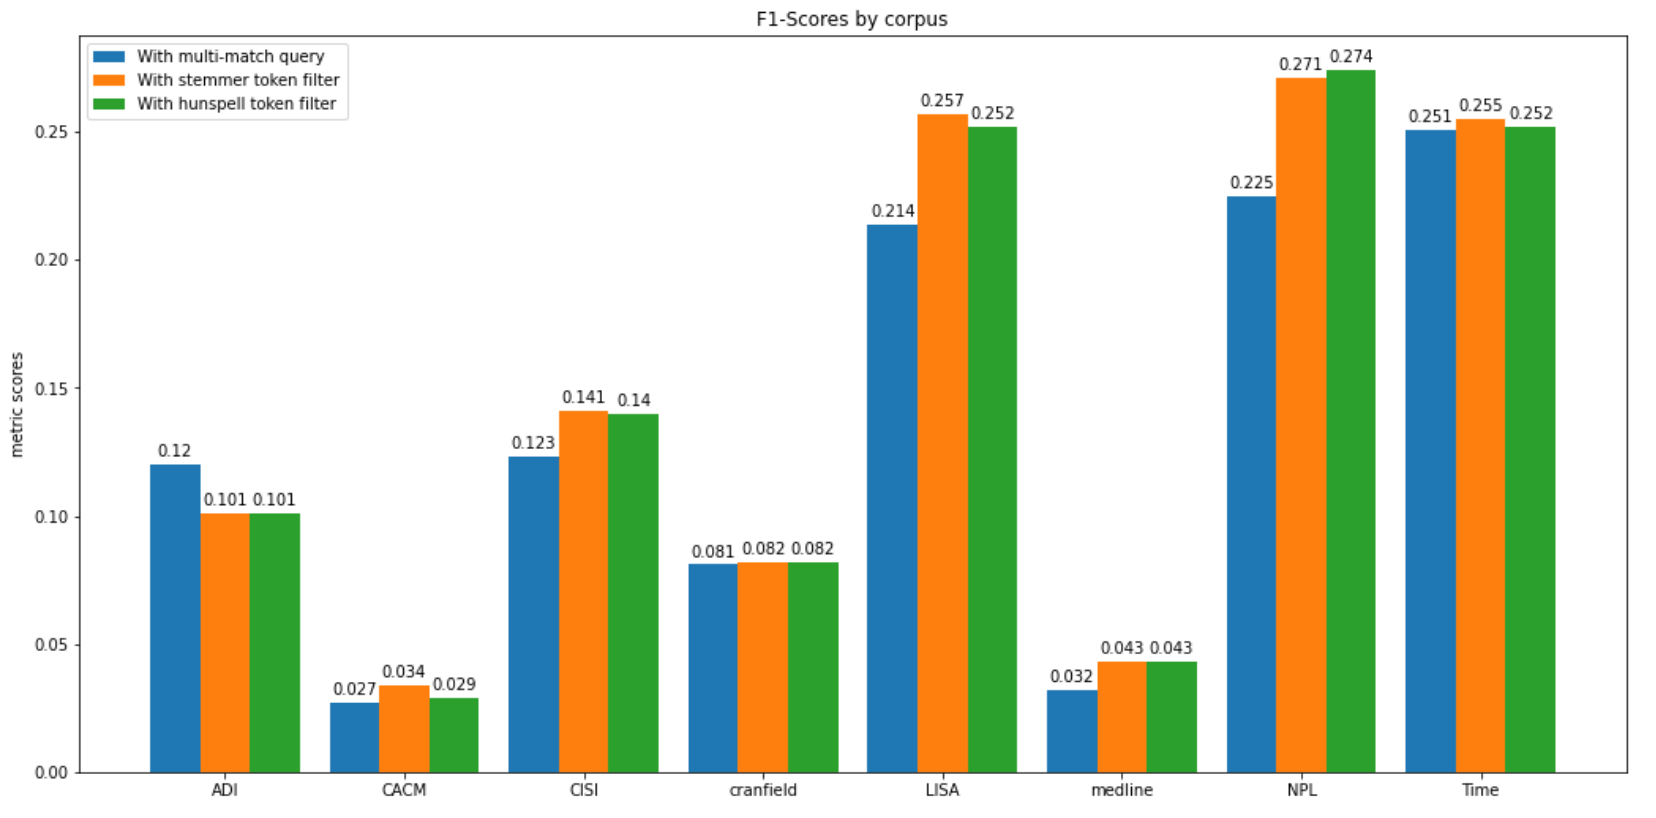 F1-Scores by corpus
With multi-match query
With stemmer token filter
With hunspell token filter
metric scores
0.25
0.20
0.15
0.10
0.05
0.00
0.12
0.101
0.101
0.027
0.034
0.029
0.123
0.141
0.14
0.081
0.082
0.082
0.214
0.257
0.252
0.032
0.043
0.043
0.225
0.271
0.274
0.251
0.255
0.252
ADI
CACM
CISI
cranfield
LISA
medline
NPL
Time